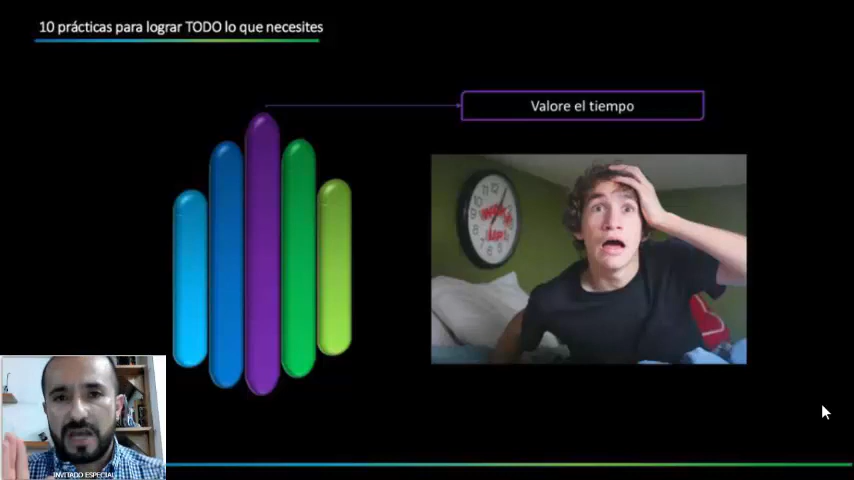 10 prácticas para lograr TODO lo que necesites
Valore el tiempo
INVITADO ESPECIAL